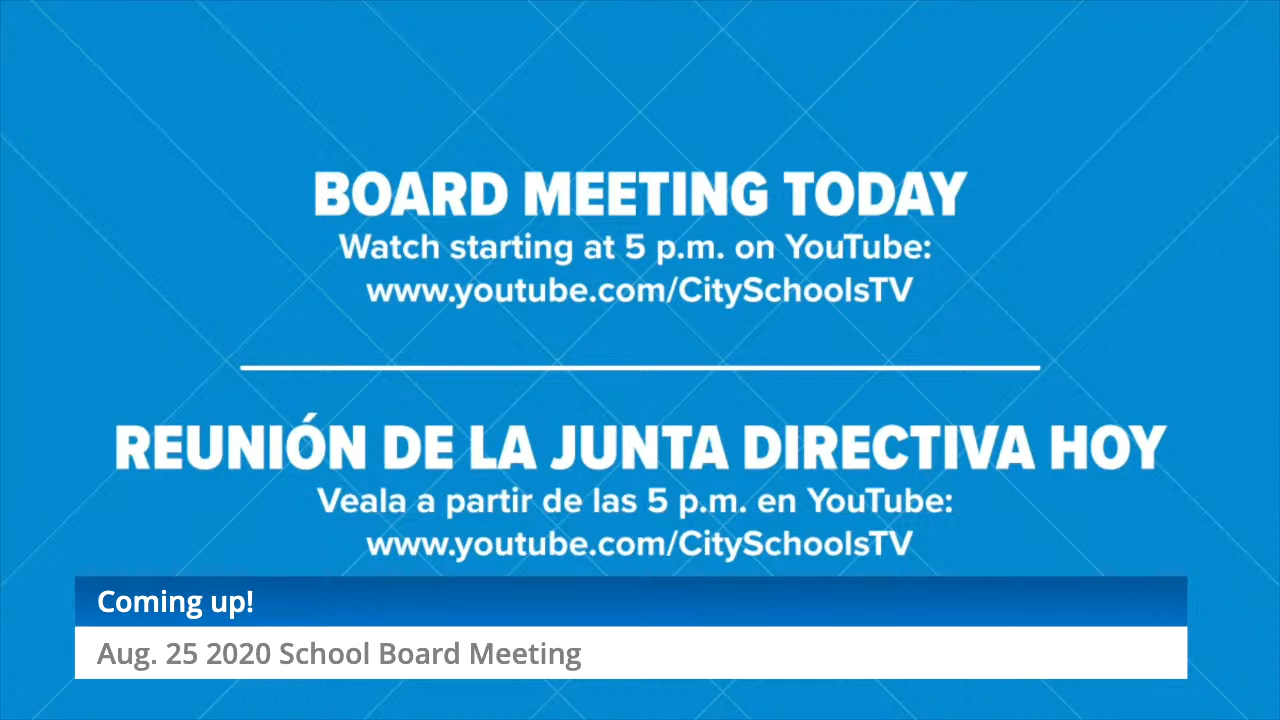 BOARD MEETING TODAY
Watch starting at 5 p.m. on YouTube:
www.youtube.com/CitySchoolsTV
REUNIÓN DE LA JUNTA DIRECTIVA HOY
Veala a partir de las 5 p.m. en YouTube:
www.youtube.com/CitySchoolsTV
Coming up!
Aug. 25 2020 School Board Meeting